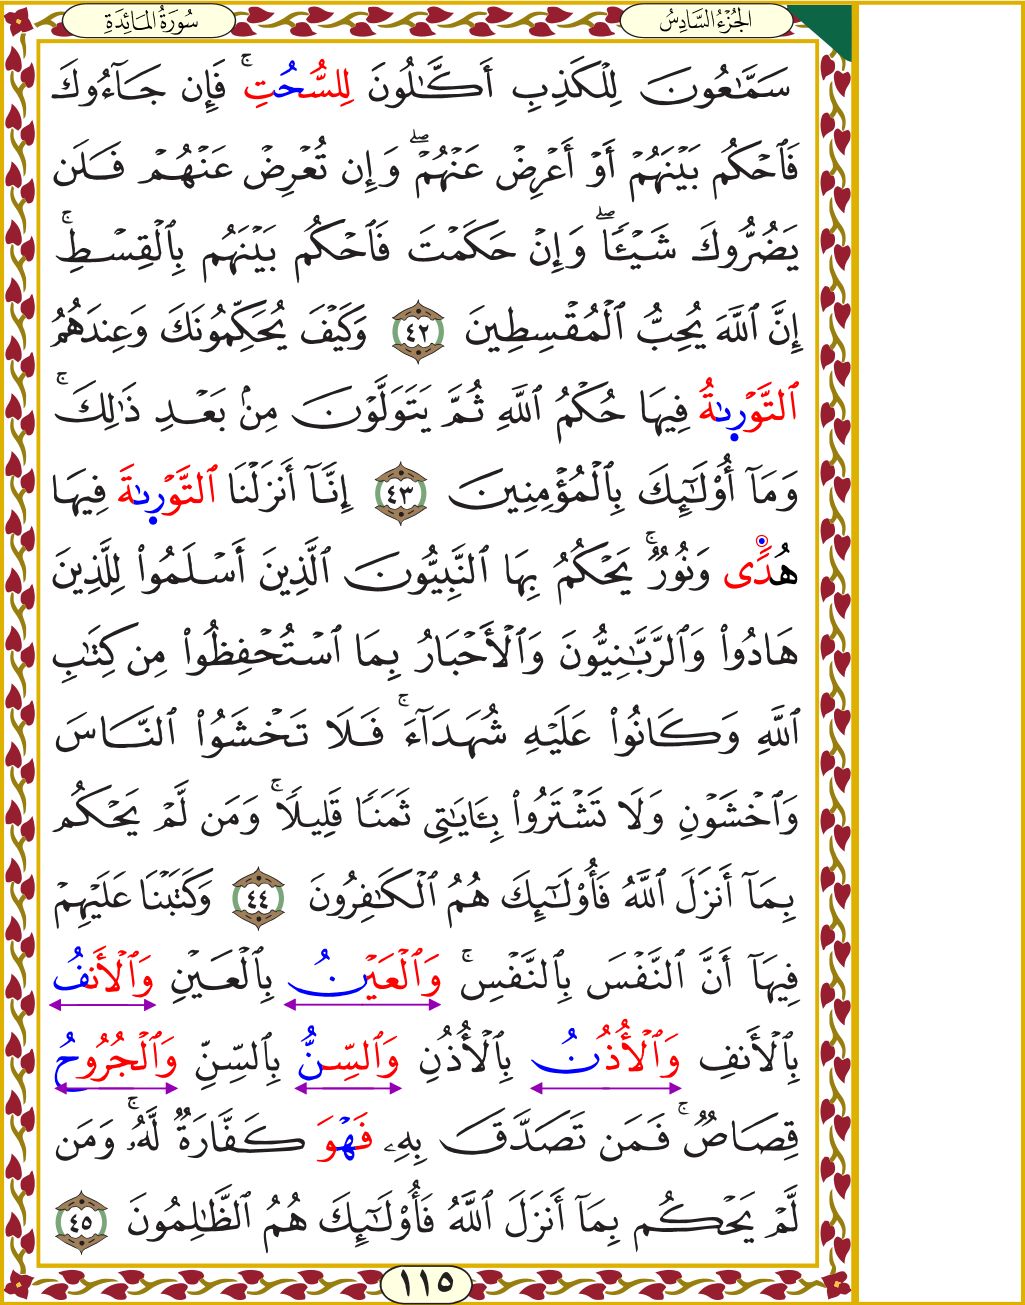 الجُزْءُ السَّادِسُ
سُورَةُ المَائِدَةِ
سَمَّـٰعُونَ لِلْكَذِبِ أَكَّـٰلُونَ لِلسُّحُتِۚ فَإِن جَآءُوكَ
فَٱحْكُم بَيْنَهُمْ أَوْ أَعْرِضْ عَنْهُمْۖ وَإِن تُعْرِضْ عَنْهُمْ فَلَن
يَضُرُّوكَ شَيْـًٔاۖ وَإِنْ حَكَمْتَ فَٱحْكُم بَيْنَهُم بِٱلْقِسْطِۚ
إِنَّ ٱللَّهَ يُحِبُّ ٱلْمُقْسِطِينَ ٤٢ وَكَيْفَ يُحَكِّمُونَكَ وَعِندَهُمُ
ٱلتَّوْرِىٰةُ فِيهَا حُكْمُ ٱللَّهِ ثُمَّ يَتَوَلَّوْنَ مِنۢ بَعْدِ ذَٰلِكَۚ
وَمَآ أُو۟لَـٰٓئِكَ بِٱلْمُؤْمِنِينَ ٤٣ إِنَّآ أَنزَلْنَا ٱلتَّوْرِىٰةَ فِيهَا
هُدًى وَنُورٌۚ يَحْكُمُ بِهَا ٱلنَّبِيُّونَ ٱلَّذِينَ أَسْلَمُوا۟ لِلَّذِينَ
هَادُوا۟ وَٱلرَّبَّـٰنِيُّونَ وَٱلْأَحْبَارُ بِمَا ٱسْتُحْفِظُوا۟ مِن كِتَـٰبِ
ٱللَّهِ وَكَانُوا۟ عَلَيْهِ شُهَدَآءَۚ فَلَا تَخْشَوُا۟ ٱلنَّاسَ
وَٱخْشَوْنِ وَلَا تَشْتَرُوا۟ بِـَٔايَـٰتِى ثَمَنًا قَلِيلًاۚ وَمَن لَّمْ يَحْكُم
بِمَآ أَنزَلَ ٱللَّهُ فَأُو۟لَـٰٓئِكَ هُمُ ٱلْكَـٰفِرُونَ ٤٤ وَكَتَبْنَا عَلَيْهِمْ
فِيهَآ أَنَّ ٱلنَّفْسَ بِٱلنَّفْسِۚ وَٱلْعَيْنُ بِٱلْعَيْنِ وَٱلْأَنفُ
بِٱلْأَنفِ وَٱلْأُذُنُ بِٱلْأُذُنِ وَٱلسِّنُّ بِٱلسِّنِّ وَٱلْجُرُوحُ
قِصَاصٌۚ فَمَن تَصَدَّقَ بِهِۦ فَهْوَ كَفَّارَةٌ لَّهُۥۚ وَمَن
لَّمْ يَحْكُم بِمَآ أَنزَلَ ٱللَّهُ فَأُو۟لَـٰٓئِكَ هُمُ ٱلظَّـٰلِمُونَ ٤٥
١١٥